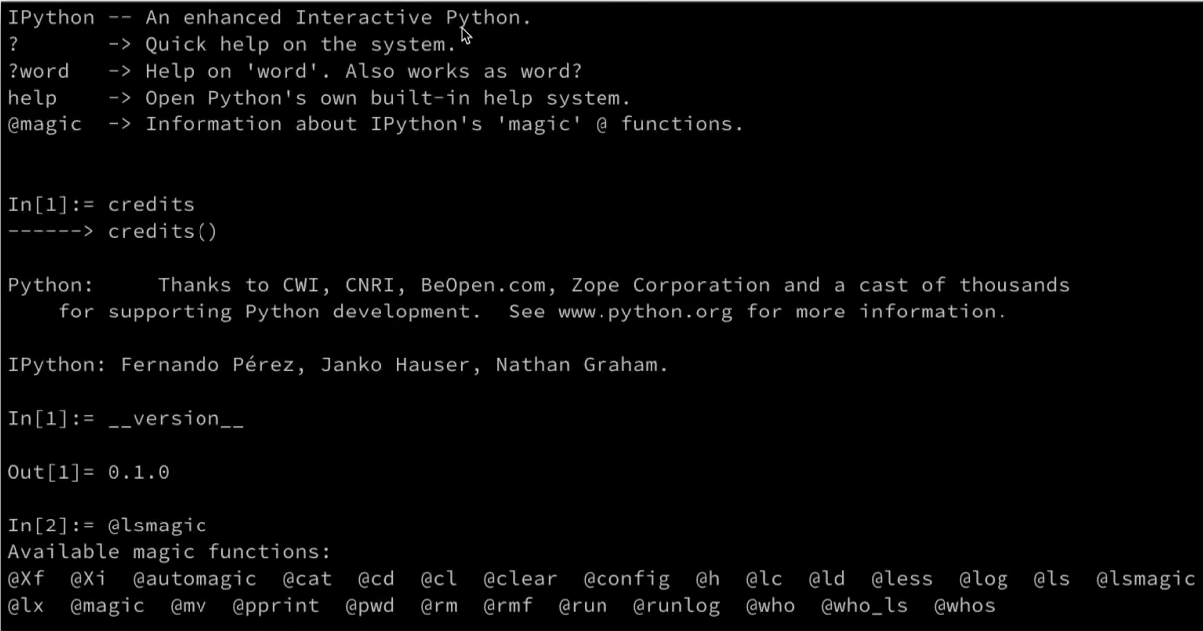 IPython -- An enhanced Interactive Python.
?       -> Quick help on the system.
?word   -> Help on 'word'. Also works as word?
help    -> Open Python's own built-in help system.
@magic  -> Information about IPython's 'magic' @ functions.
In[1]:= credits
------> credits()
Python:     Thanks to CWI, CNRI, BeOpen.com, Zope Corporation and a cast of thousands
    for supporting Python development.  See www.python.org for more information.
IPython: Fernando Pérez, Janko Hauser, Nathan Graham.
In[1]:= __version__
Out[1]= 0.1.0
In[2]:= @lsmagic
Available magic functions:
@Xf  @Xi  @automagic  @cat  @cd  @cl  @clear  @config  @h  @lc  @ld  @less  @log  @ls  @lsmagic
@lx  @magic  @mv  @pprint  @pwd  @rm  @rmf  @run  @runlog  @who  @who_ls  @whos